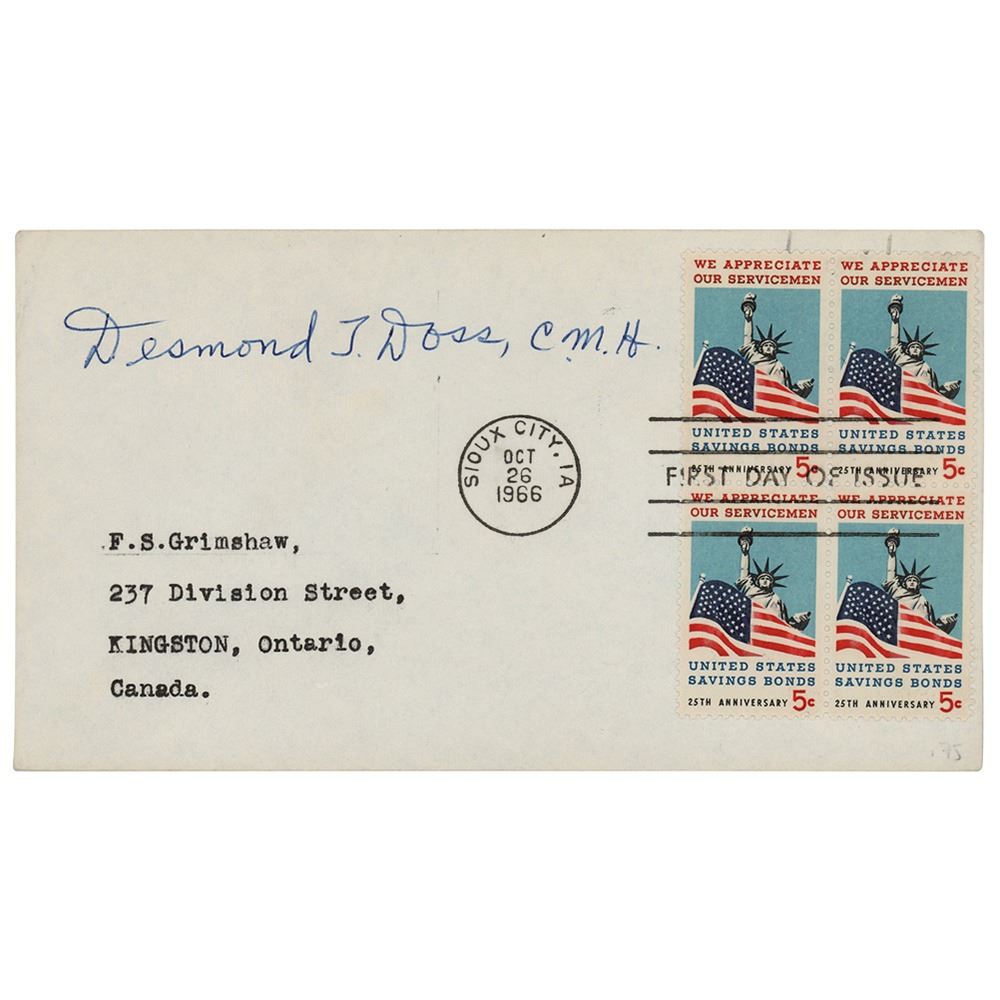 Desmond T. Doss, C.M.H.
WE APPRECIATE
OUR SERVICEMEN
UNITED STATES
SAVINGS BONDS
25TH ANNIVERSARY 5c
WE APPRECIATE
OUR SERVICEMEN
UNITED STATES
SAVINGS BONDS
25TH ANNIVERSARY 5c
SIOUX CITY, IA
OCT
26
1966
FIRST DAY OF ISSUE
WE APPRECIATE
OUR SERVICEMEN
UNITED STATES
SAVINGS BONDS
25TH ANNIVERSARY 5c
WE APPRECIATE
OUR SERVICEMEN
UNITED STATES
SAVINGS BONDS
25TH ANNIVERSARY 5c
F.S.Grimshaw,
237 Division Street,
KINGSTON, Ontario,
Canada.